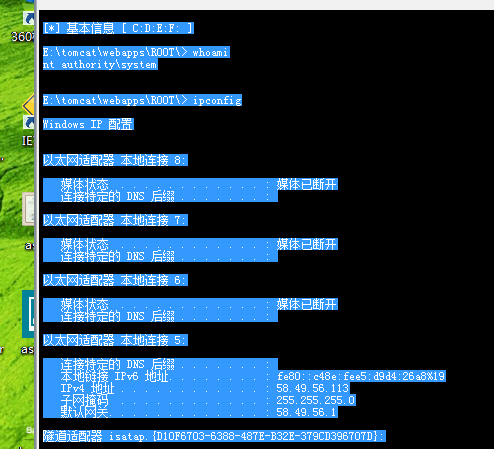 [*] 基本信息 [ C:D:E:F: ]
E:\tomcat\webapps\ROOT\> whoami
nt authority\system
E:\tomcat\webapps\ROOT\> ipconfig
Windows IP 配置
以太网适配器 本地连接 8:
媒体状态 . . . . . . . . . . . . : 媒体已断开
连接特定的 DNS 后缀 . . . . . . . :
以太网适配器 本地连接 7:
媒体状态 . . . . . . . . . . . . : 媒体已断开
连接特定的 DNS 后缀 . . . . . . . :
以太网适配器 本地连接 6:
媒体状态 . . . . . . . . . . . . : 媒体已断开
连接特定的 DNS 后缀 . . . . . . . :
以太网适配器 本地连接 5:
连接特定的 DNS 后缀 . . . . . . . :
本地链接 IPv6 地址. . . . . . . . : fe80::c48e:fee5:d9d4:26a8%19
IPv4 地址 . . . . . . . . . . . . : 58.49.56.113
子网掩码 . . . . . . . . . . . . : 255.255.255.0
默认网关. . . . . . . . . . . . . : 58.49.56.1
隧道适配器 isatap.{D10F6703-6388-487E-B32E-379CD396707D}:
360
IE
as
as